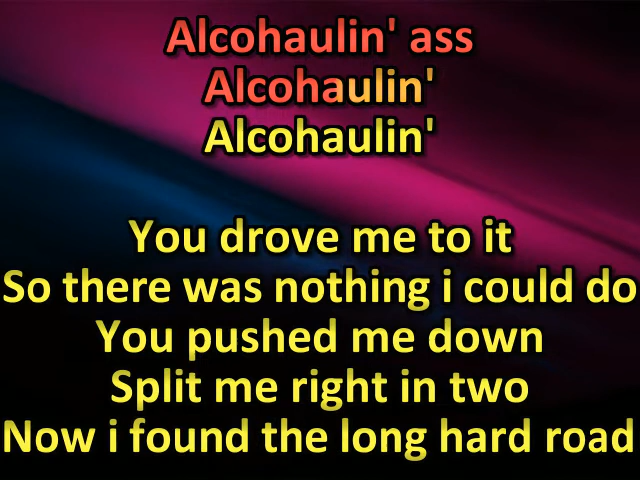 Alcohaulin' ass
Alcohaulin'
Alcohaulin'
You drove me to it
So there was nothing i could do
You pushed me down
Split me right in two
Now i found the long hard road